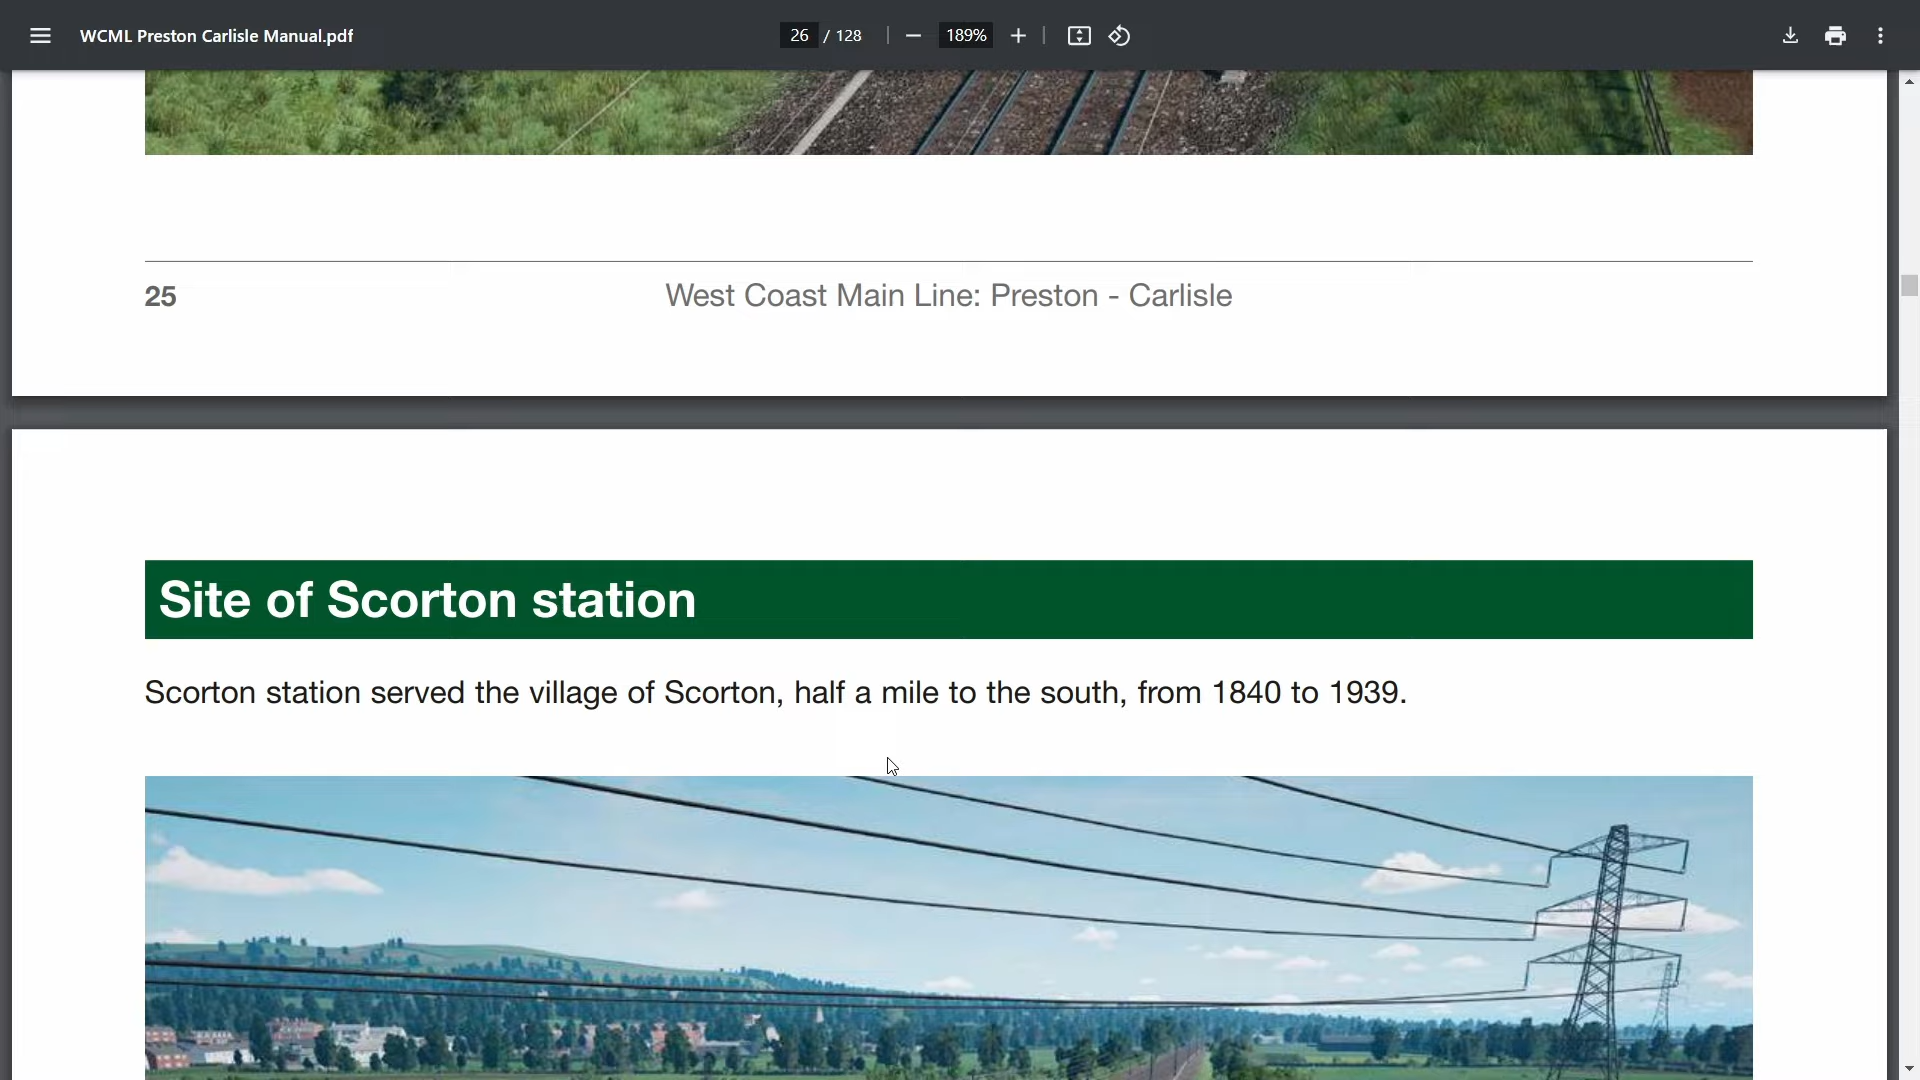 WCML Preston Carlisle Manual.pdf
26 / 128
189%
25
West Coast Main Line: Preston - Carlisle
Site of Scorton station
Scorton station served the village of Scorton, half a mile to the south, from 1840 to 1939.